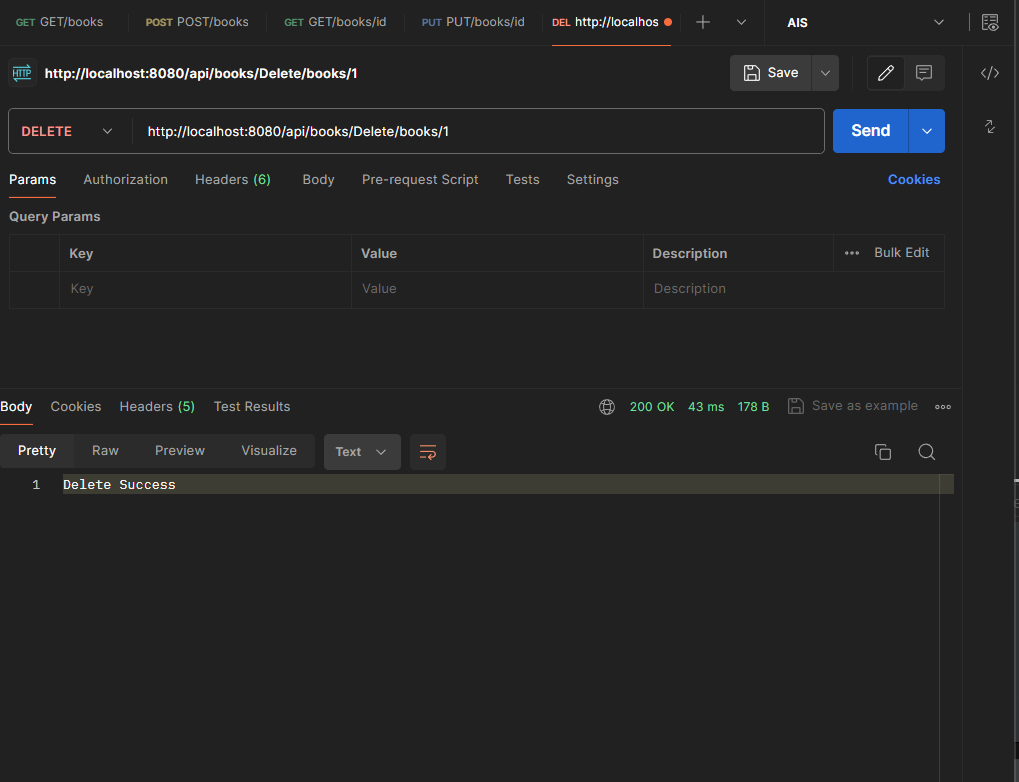 GET GET/books POST POST/books GET GET/books/id PUT PUT/books/id DEL http://localhos AIS
HTTP http://localhost:8080/api/books/Delete/books/1 Save
DELETE http://localhost:8080/api/books/Delete/books/1 Send
Params Authorization Headers (6) Body Pre-request Script Tests Settings Cookies
Query Params
Key Value Description Bulk Edit
Key Value Description
Body Cookies Headers (5) Test Results 200 OK 43 ms 178 B Save as example
Pretty Raw Preview Visualize Text
1 Delete Success